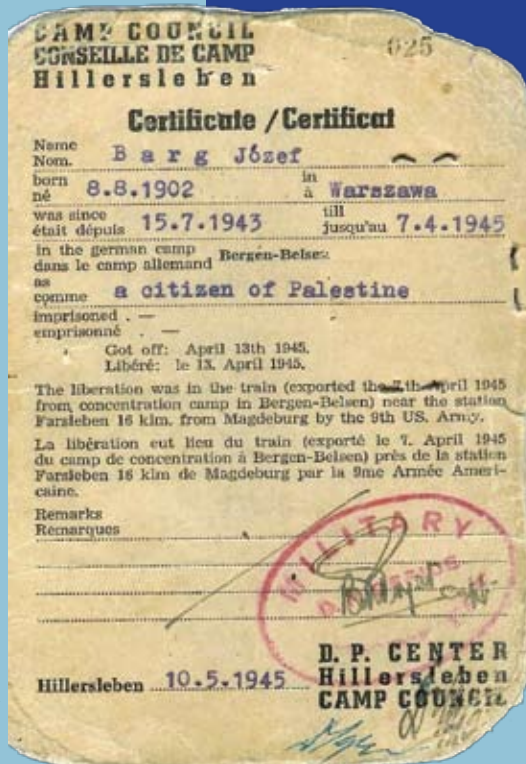 CAMP COUNCIL
CONSEILLE DE CAMP
Hillersleben
025
Certificate / Certificat
Name
Nom. Barg Józef
born in
né 8.8.1902 à Warszawa
was since till
était dépuis 15.7.1943 jusqu'au 7.4.1945
in the german camp
dans le camp allemand Bergen-Belsen
as
comme a citizen of Palestine
imprisoned . —
emprisonné . —
Got off: April 13th 1945.
Libéré: le 13. April 1945.
The liberation was in the train (exported the 7th April 1945
from concentration camp in Bergen-Belsen) near the station
Farsleben 16 klm. from Magdeburg by the 9th US. Army.
La libération eut lieu du train (exporté le 7. April 1945
du camp de concentration à Bergen-Belsen) près de la station
Farsleben 16 klm de Magdeburg par la 9me Armée Ameri-
caine.
Remarks
Remarques
MILITARY
D. P. CENTER
Hillersleben 10.5.1945 Hillersleben
CAMP COUNCIL